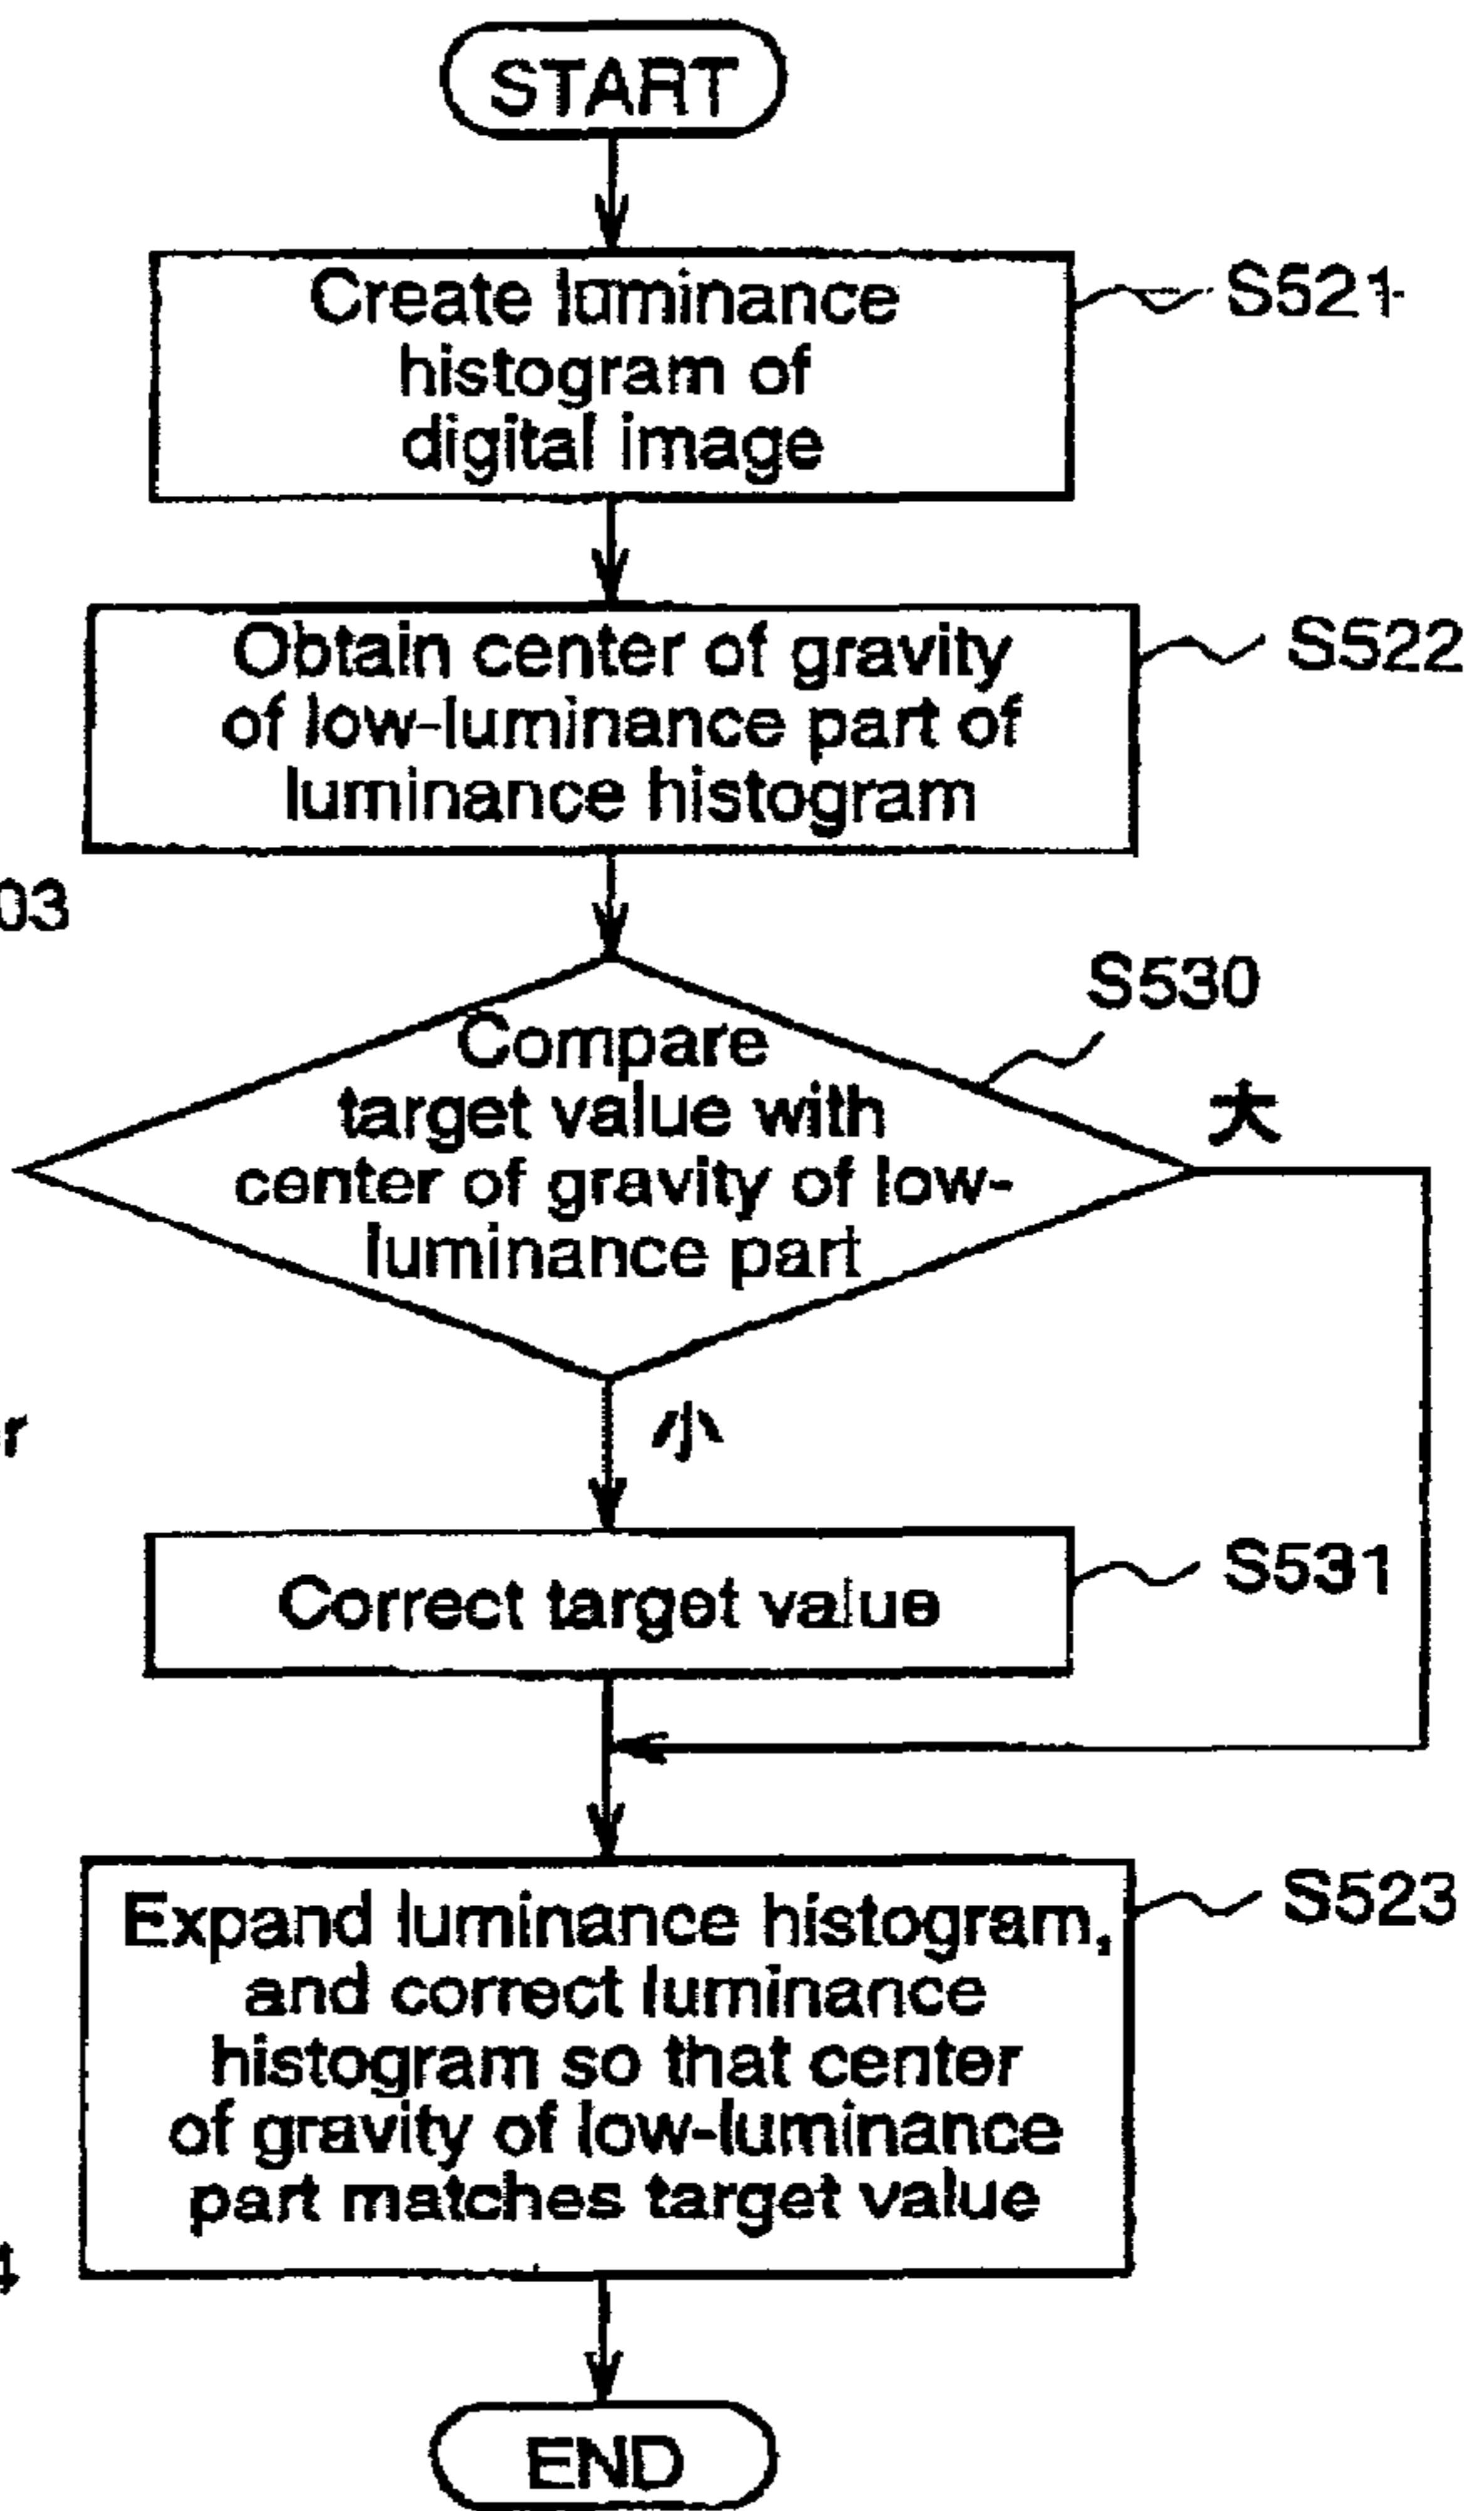 START
Create luminance
histogram of
digital image
S521
Obtain center of gravity
of low-luminance part of
luminance histogram
S522
03
S530
Compare
target value with
center of gravity of low-
luminance part
大
小
Correct target value
S531
Expand luminance histogram,
and correct luminance
histogram so that center
of gravity of low-luminance
part matches target value
S523
END